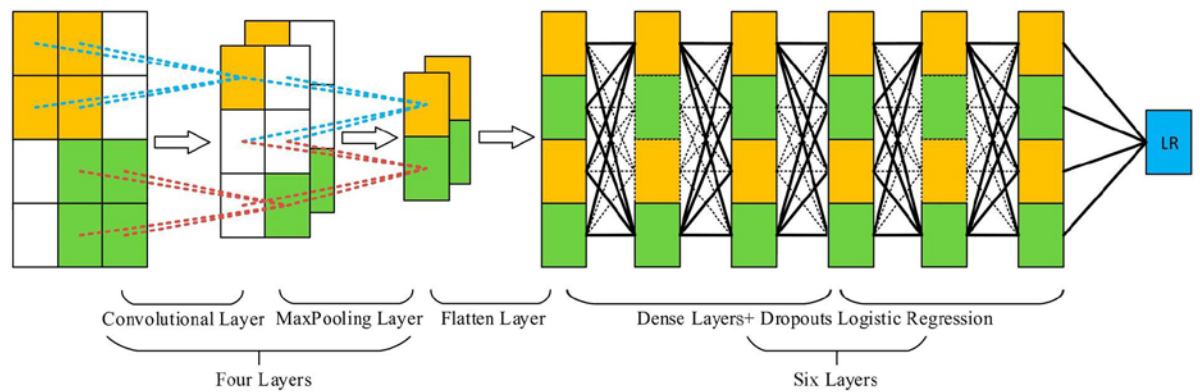 LR
Convolutional Layer MaxPooling Layer Flatten Layer Dense Layers+ Dropouts Logistic Regression
Four Layers Six Layers